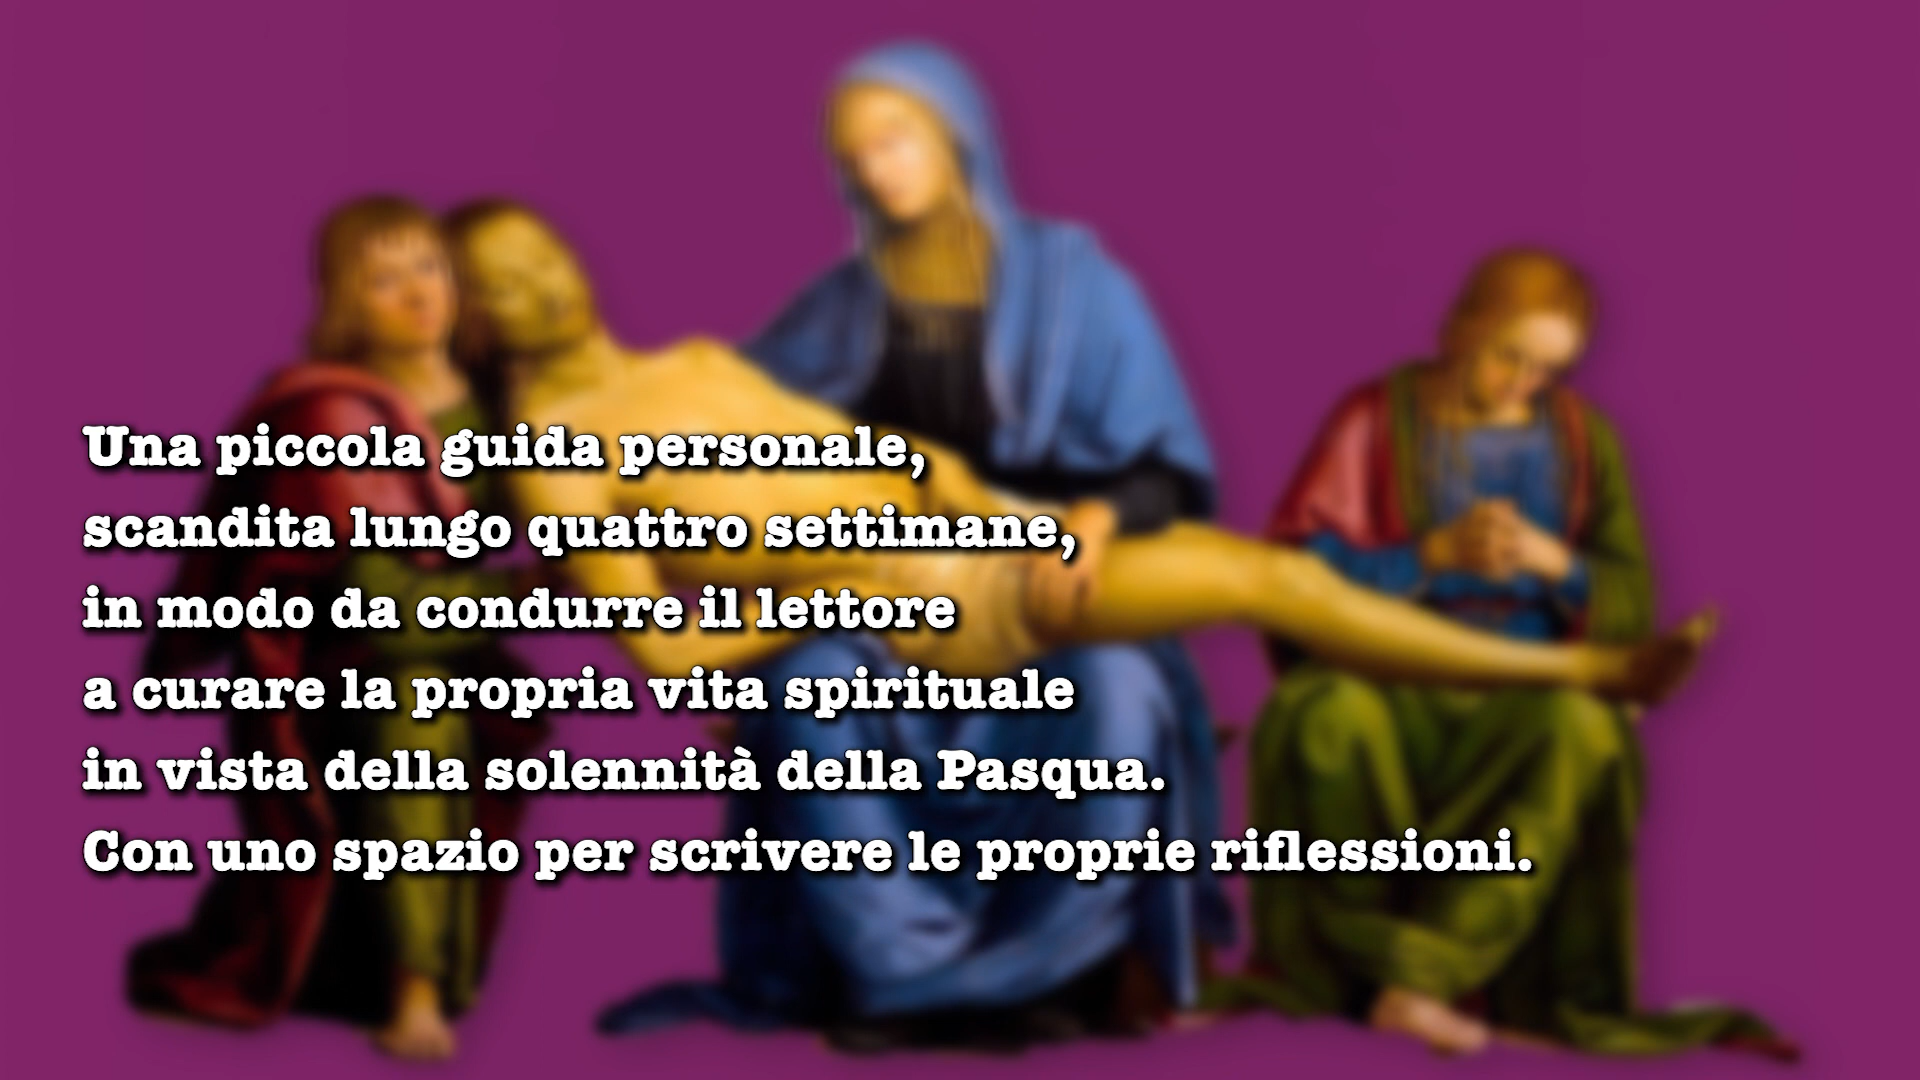 Una piccola guida personale,
scandita lungo quattro settimane,
in modo da condurre il lettore
a curare la propria vita spirituale
in vista della solennità della Pasqua.
Con uno spazio per scrivere le proprie riflessioni.